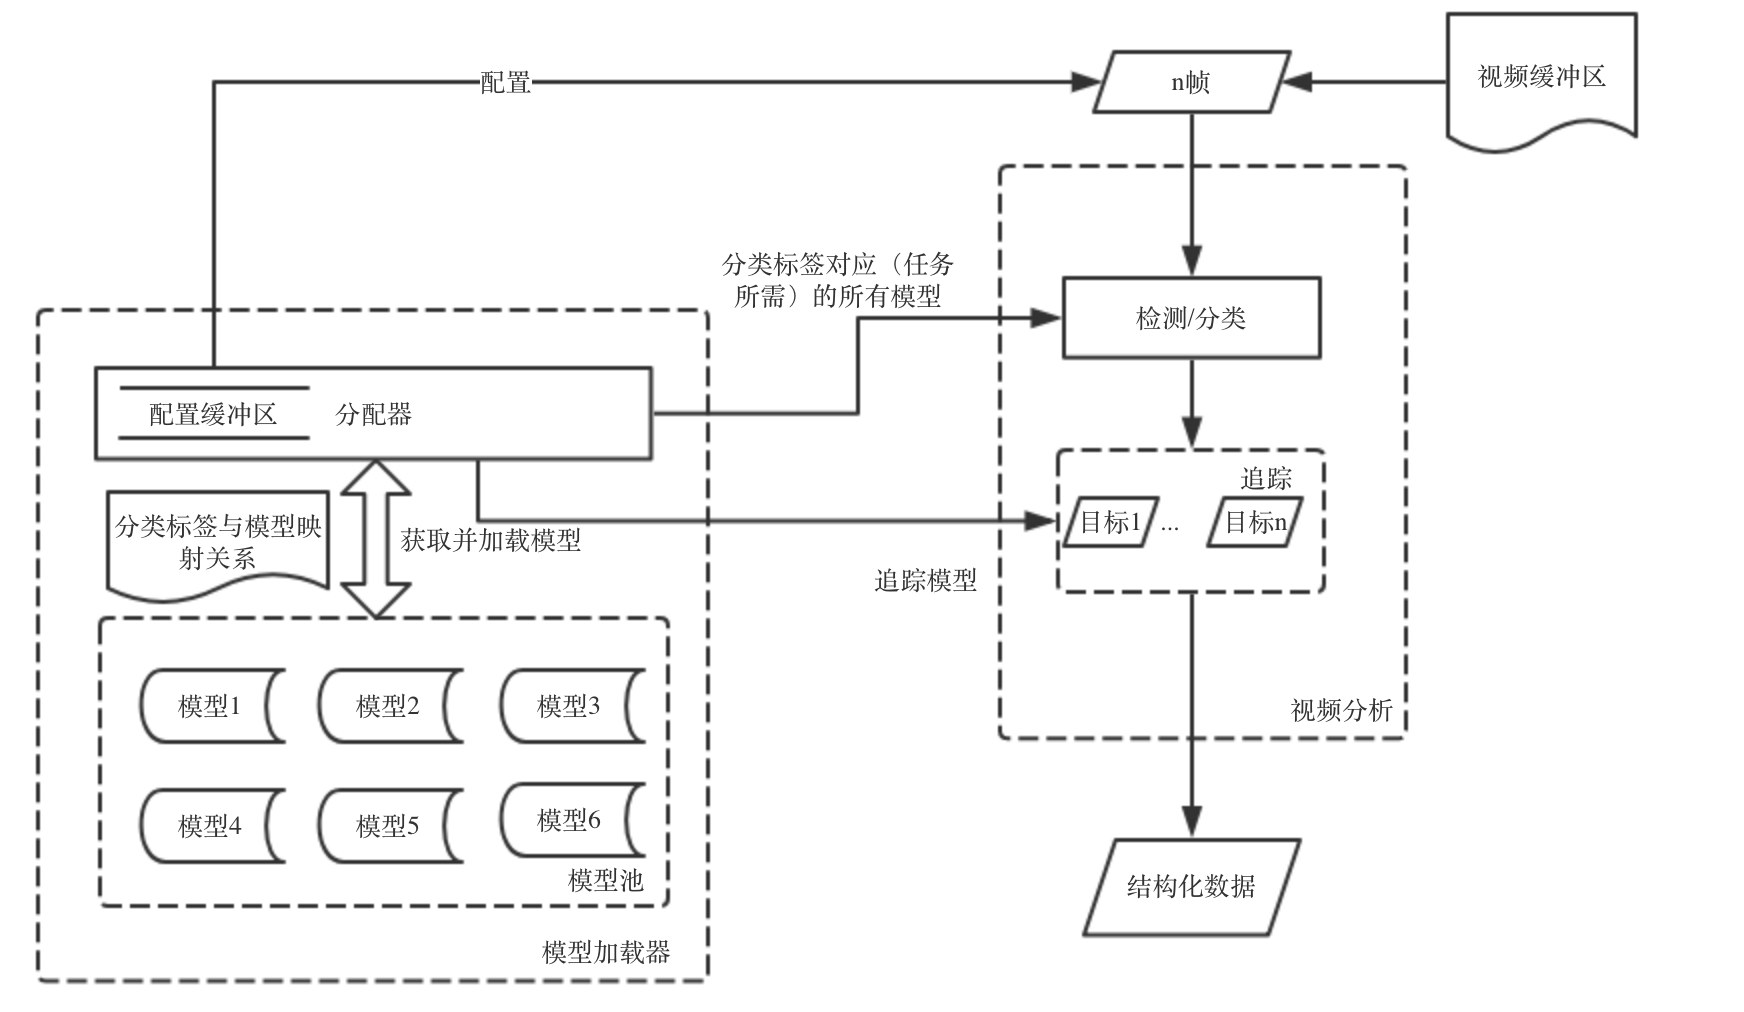 配置
n帧
视频缓冲区
分类标签对应（任务
所需）的所有模型
检测/分类
配置缓冲区
分配器
追踪
目标1
...
目标n
分类标签与模型映
射关系
获取并加载模型
追踪模型
模型1
模型2
模型3
视频分析
模型4
模型5
模型6
模型池
结构化数据
模型加载器